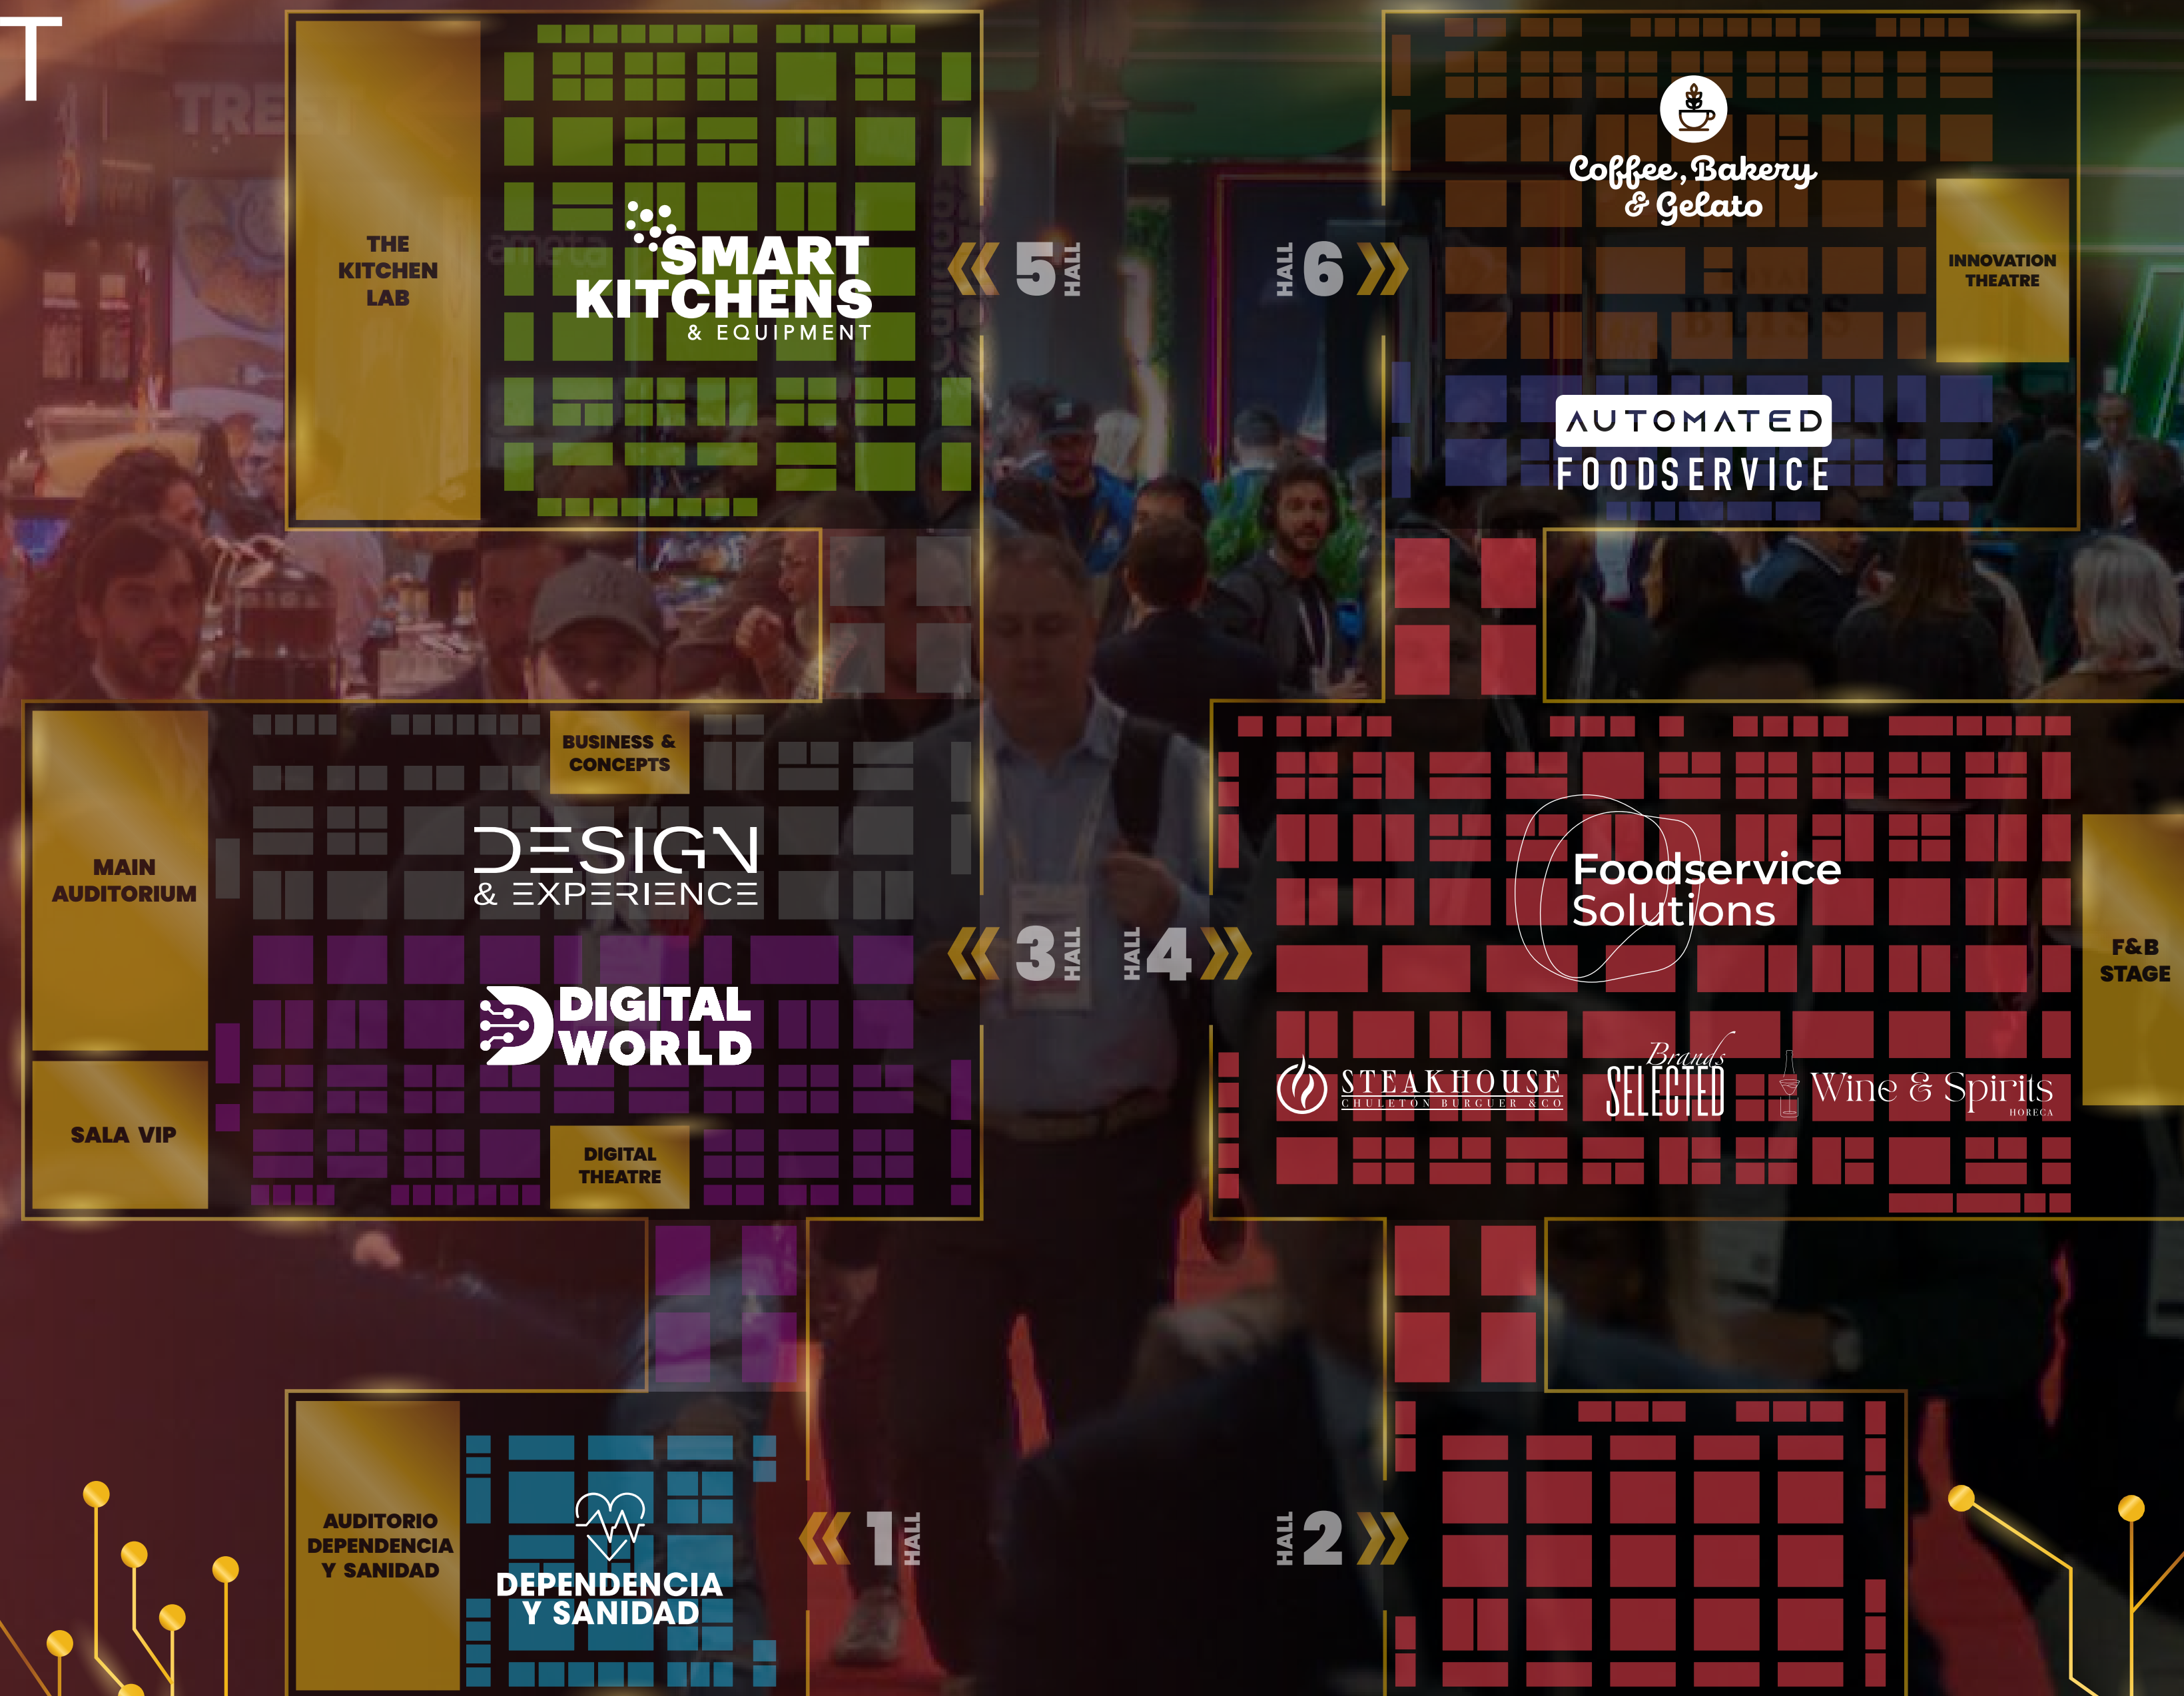 T
THE
KITCHEN
LAB
SMART
KITCHENS
& EQUIPMENT
5 HALL
HALL 6
Coffee, Bakery
& Gelato
INNOVATION
THEATRE
BLISS
AUTOMATED
FOODSERVICE
MAIN
AUDITORIUM
SALA VIP
BUSINESS &
CONCEPTS
DESIGN
& EXPERIENCE
DIGITAL
WORLD
DIGITAL
THEATRE
3 HALL
HALL 4
Foodservice
Solutions
F&B
STAGE
STEAKHOUSE
CHULETON BURGUER & CO
Brands
SELECTED
Wine & Spirits
HORECA
AUDITORIO
DEPENDENCIA
Y SANIDAD
DEPENDENCIA
Y SANIDAD
1 HALL
HALL 2